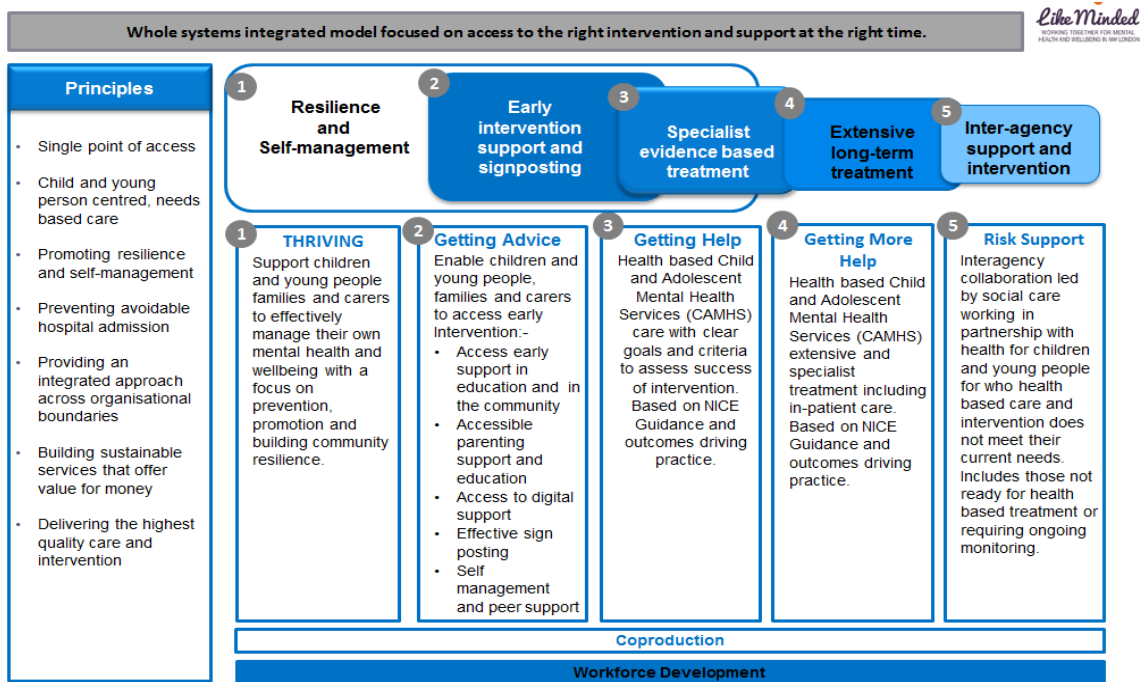 Like Minded
WORKING TOGETHER FOR MENTAL
HEALTH AND WELLBEING IN NW LONDON
Whole systems integrated model focused on access to the right intervention and support at the right time.
Principles
• Single point of access
• Child and young
person centred, needs
based care
• Promoting resilience
and self-management
• Preventing avoidable
hospital admission
• Providing an
integrated approach
across organisational
boundaries
• Building sustainable
services that offer
value for money
• Delivering the highest
quality care and
intervention
1
Resilience
and
Self-management
2
Early
intervention
support and
signposting
3
Specialist
evidence based
treatment
4
Extensive
long-term
treatment
5
Inter-agency
support and
intervention
1
THRIVING
Support children
and young people
families and carers
to effectively
manage their own
mental health and
wellbeing with a
focus on
prevention,
promotion and
building community
resilience.
2
Getting Advice
Enable children and
young people,
families and carers
to access early
Intervention:-
• Access early
support in
education and in
the community
• Accessible
parenting
support and
education
• Access to digital
support
• Effective sign
posting
• Self
management
and peer support
3
Getting Help
Health based Child
and Adolescent
Mental Health
Services (CAMHS)
care with clear
goals and criteria
to assess success
of intervention.
Based on NICE
Guidance and
outcomes driving
practice.
4
Getting More
Help
Health based Child
and Adolescent
Mental Health
Services (CAMHS)
extensive and
specialist
treatment including
in-patient care.
Based on NICE
Guidance and
outcomes driving
practice.
5
Risk Support
Interagency
collaboration led
by social care
working in
partnership with
health for children
and young people
for who health
based care and
intervention does
not meet their
current needs.
Includes those not
ready for health
based treatment or
requiring ongoing
monitoring.
Coproduction
Workforce Development